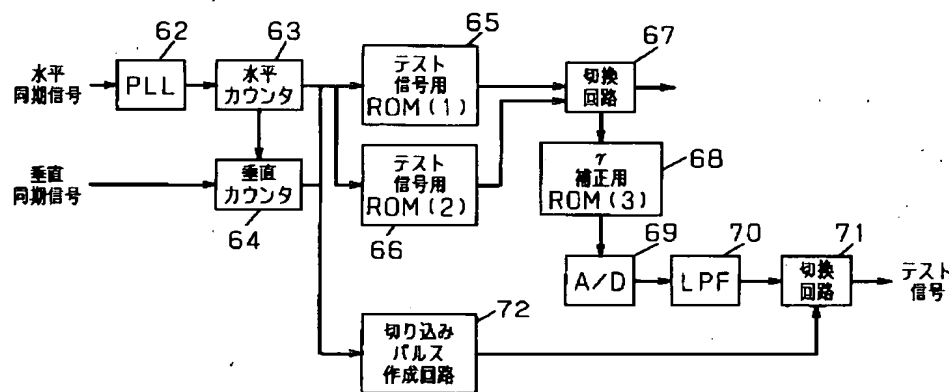 62
63
65
67
水平
同期信号
PLL
水平
カウンタ
テスト
信号用
ROM(1)
切換
回路
垂直
同期信号
垂直
カウンタ
64
テスト
信号用
ROM(2)
66
γ
補正用
ROM(3)
68
69
70
71
A/D
LPF
切換
回路
テスト
信号
72
切り込み
パルス
作成回路